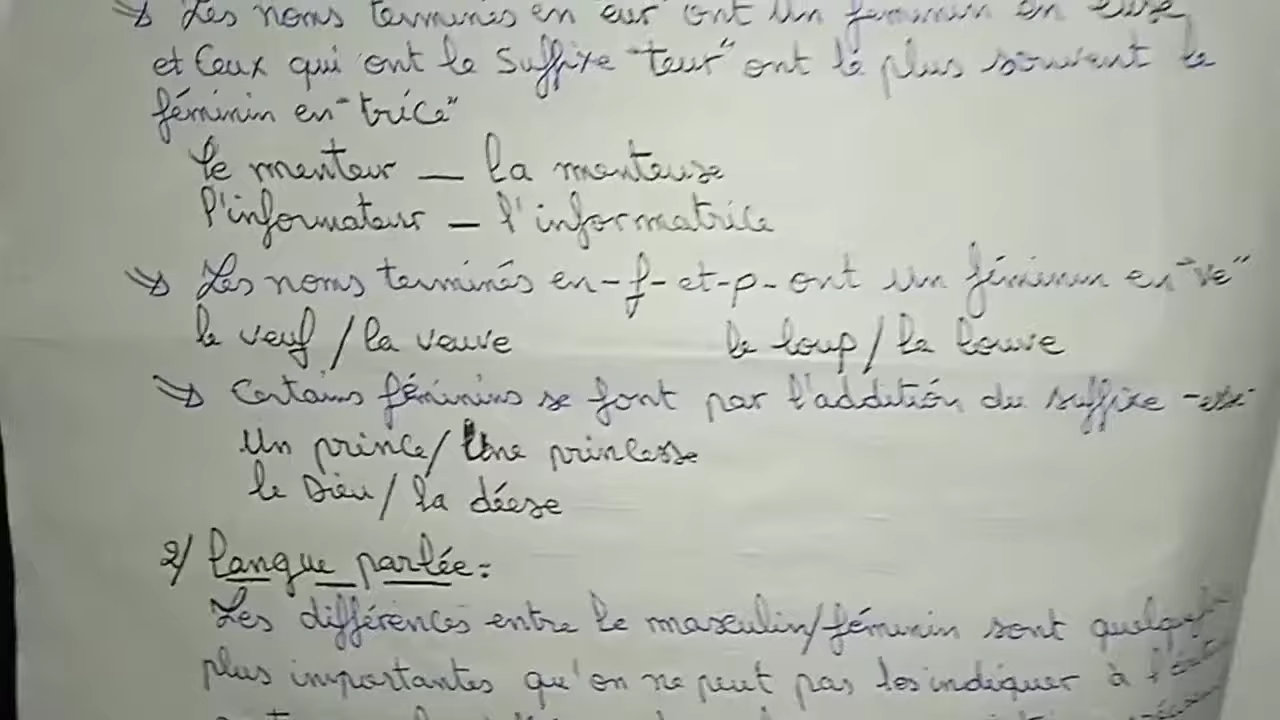 → Les noms terminés en eur ont un féminin en euse,
et Ceux qui ont le Suffixe "teur" ont le plus souvent le
féminin en "trice"
le menteur — la menteuse
l'informateur — l'informatrice
→ Les noms terminés en -f- et -p- ont un féminin en "ve"
le veuf / la veuve le loup / la louve
→ Certains féminins se font par l'addition du suffixe
Un prince / Une princesse
le Dieu / la déese
2/ langue parlée :
Les différences entre le masculin/féminin sont
plus importantes qu'on ne peut pas les indiquer à